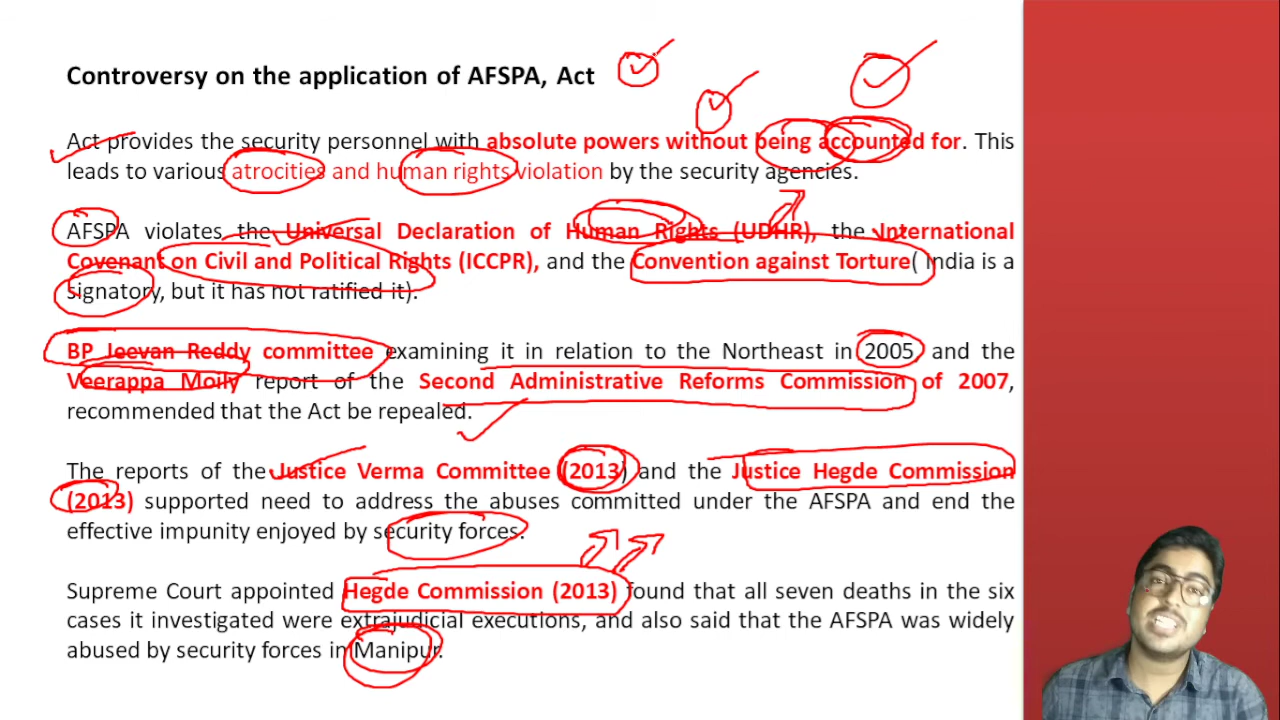 Controversy on the application of AFSPA, Act
Act provides the security personnel with absolute powers without being accounted for. This
leads to various atrocities and human rights violation by the security agencies.
AFSPA violates the Universal Declaration of Human Rights (UDHR), the International
Covenant on Civil and Political Rights (ICCPR), and the Convention against Torture( India is a
signatory, but it has not ratified it).
BP Jeevan Reddy committee examining it in relation to the Northeast in 2005 and the
Veerappa Moily report of the Second Administrative Reforms Commission of 2007,
recommended that the Act be repealed.
The reports of the Justice Verma Committee (2013) and the Justice Hegde Commission
(2013) supported need to address the abuses committed under the AFSPA and end the
effective impunity enjoyed by security forces.
Supreme Court appointed Hegde Commission (2013) found that all seven deaths in the six
cases it investigated were extrajudicial executions, and also said that the AFSPA was widely
abused by security forces in Manipur.